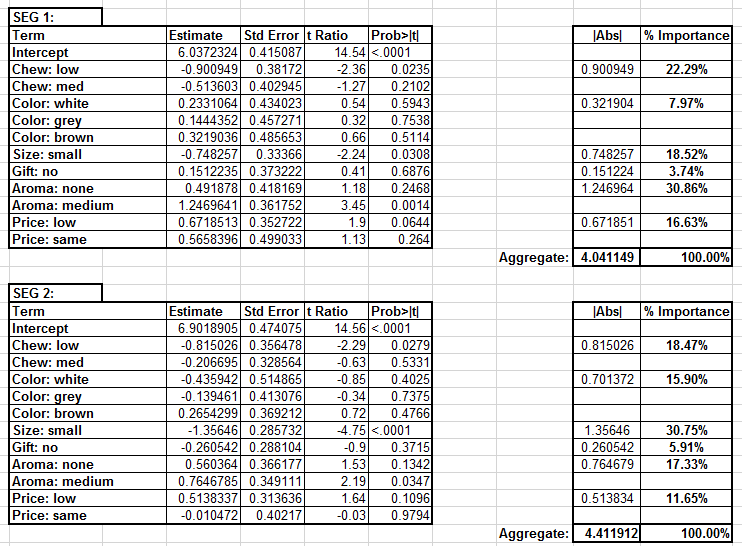 SEG 1:
Term Estimate Std Error t Ratio Prob>|t| |Abs| % Importance
Intercept 6.0372324 0.415087 14.54 <.0001
Chew: low -0.900949 0.38172 -2.36 0.0235 0.900949 22.29%
Chew: med -0.513603 0.402945 -1.27 0.2102
Color: white 0.2331064 0.434023 0.54 0.5943 0.321904 7.97%
Color: grey 0.1444352 0.457271 0.32 0.7538
Color: brown 0.3219036 0.485653 0.66 0.5114
Size: small -0.748257 0.33366 -2.24 0.0308 0.748257 18.52%
Gift: no 0.1512235 0.373222 0.41 0.6876 0.151224 3.74%
Aroma: none 0.491878 0.418169 1.18 0.2468 1.246964 30.86%
Aroma: medium 1.2469641 0.361752 3.45 0.0014
Price: low 0.6718513 0.352722 1.9 0.0644 0.671851 16.63%
Price: same 0.5658396 0.499033 1.13 0.264
Aggregate: 4.041149 100.00%
SEG 2:
Term Estimate Std Error t Ratio Prob>|t| |Abs| % Importance
Intercept 6.9018905 0.474075 14.56 <.0001
Chew: low -0.815026 0.356478 -2.29 0.0279 0.815026 18.47%
Chew: med -0.206695 0.328564 -0.63 0.5331
Color: white -0.435942 0.514865 -0.85 0.4025 0.701372 15.90%
Color: grey -0.139461 0.413076 -0.34 0.7375
Color: brown 0.2654299 0.369212 0.72 0.4766
Size: small -1.35646 0.285732 -4.75 <.0001 1.35646 30.75%
Gift: no -0.260542 0.288104 -0.9 0.3715 0.260542 5.91%
Aroma: none 0.560364 0.366177 1.53 0.1342 0.764679 17.33%
Aroma: medium 0.7646785 0.349111 2.19 0.0347
Price: low 0.5138337 0.313636 1.64 0.1096 0.513834 11.65%
Price: same -0.010472 0.40217 -0.03 0.9794
Aggregate: 4.411912 100.00%